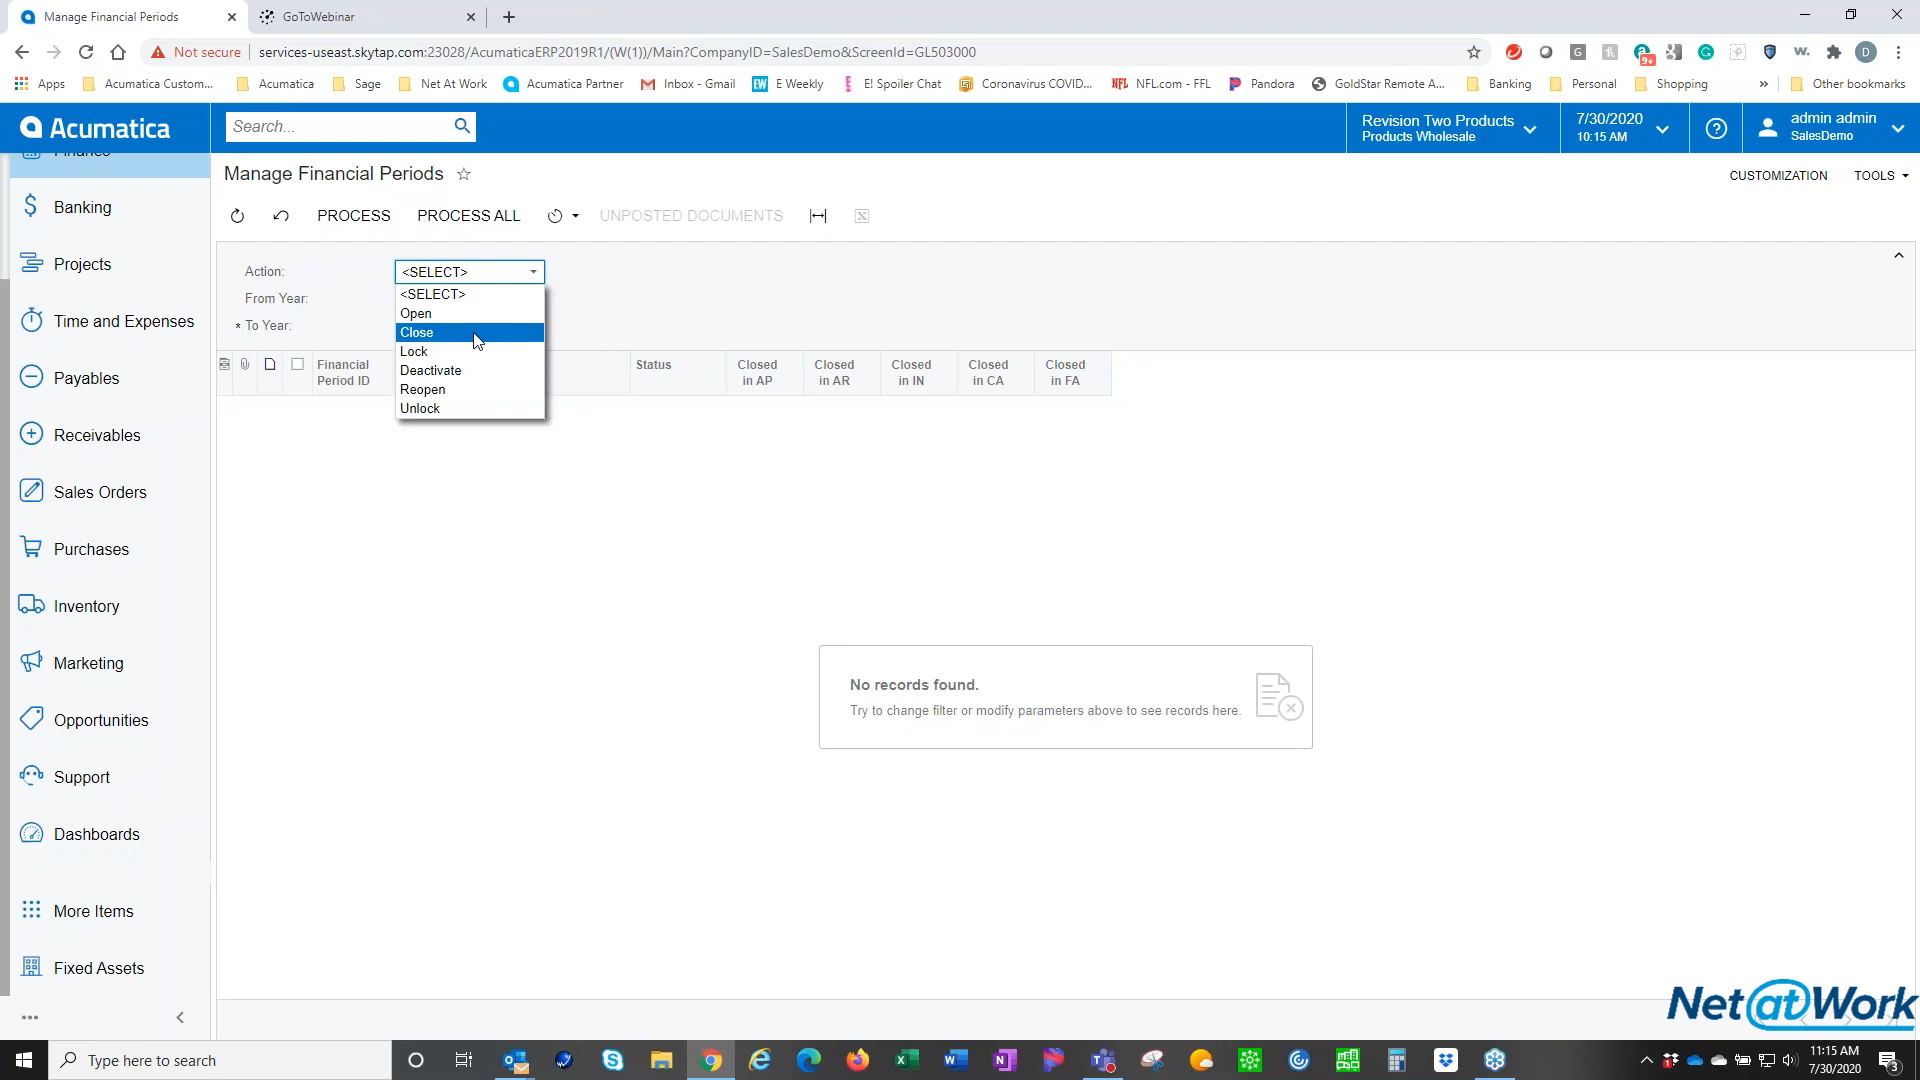 Manage Financial Periods
GoToWebinar
Not secure
services-useast.skytap.com:23028/AcumaticaERP2019R1/(W(1))/Main?CompanyID=SalesDemo&ScreenId=GL503000
9+
D
Apps
Acumatica Custom...
Acumatica
Sage
Net At Work
Acumatica Partner
Inbox - Gmail
E Weekly
E! Spoiler Chat
Coronavirus COVID...
NFL.com - FFL
Pandora
GoldStar Remote A...
Banking
Personal
Shopping
»
Other bookmarks
Acumatica
Search...
Revision Two Products
Products Wholesale
7/30/2020
10:15 AM
admin admin
SalesDemo
Manage Financial Periods
CUSTOMIZATION
TOOLS
PROCESS
PROCESS ALL
UNPOSTED DOCUMENTS
Finance
Banking
Projects
Time and Expenses
Payables
Receivables
Sales Orders
Purchases
Inventory
Marketing
Opportunities
Support
Dashboards
More Items
Fixed Assets
Action:
<SELECT>
From Year:
* To Year:
<SELECT>
Open
Close
Lock
Deactivate
Reopen
Unlock
Financial
Period ID
Status
Closed
in AP
Closed
in AR
Closed
in IN
Closed
in CA
Closed
in FA
No records found.
Try to change filter or modify parameters above to see records here.
NetatWork
Type here to search
11:15 AM
7/30/2020
3